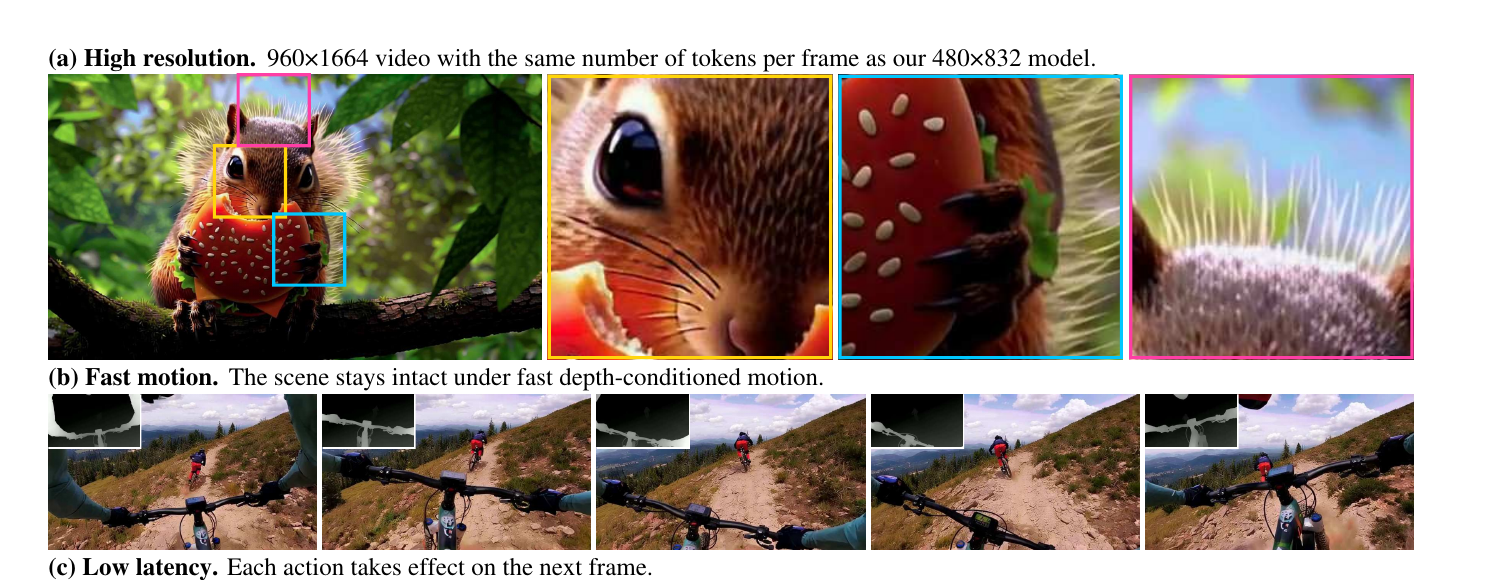 (a) High resolution. 960×1664 video with the same number of tokens per frame as our 480×832 model.
(b) Fast motion. The scene stays intact under fast depth-conditioned motion.
(c) Low latency. Each action takes effect on the next frame.